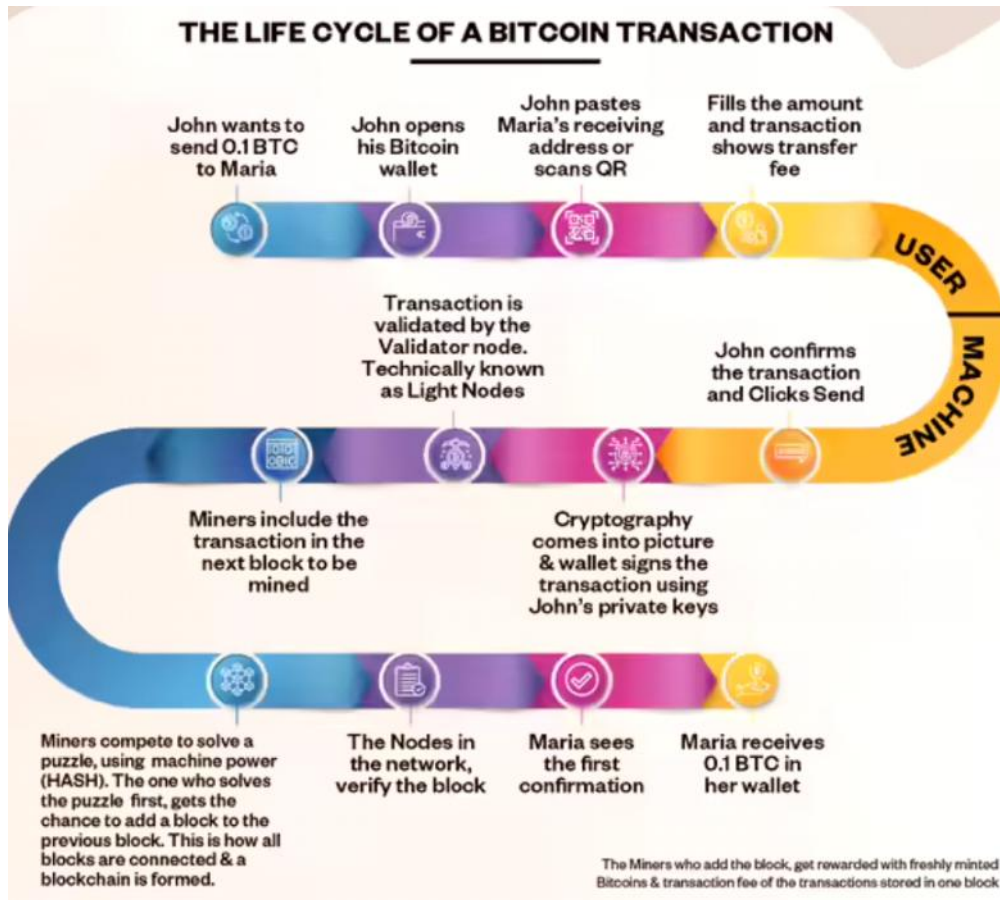 THE LIFE CYCLE OF A BITCOIN TRANSACTION
John wants to
send 0.1 BTC
to Maria
John opens
his Bitcoin
wallet
John pastes
Maria's receiving
address or
scans QR
Fills the amount
and transaction
shows transfer
fee
USER
MACHINE
John confirms
the transaction
and Clicks Send
Cryptography
comes into picture
& wallet signs the
transaction using
John's private keys
Transaction is
validated by the
Validator node.
Technically known
as Light Nodes
Miners include the
transaction in the
next block to be
mined
Miners compete to solve a
puzzle, using machine power
(HASH). The one who solves
the puzzle first, gets the
chance to add a block to the
previous block. This is how all
blocks are connected & a
blockchain is formed.
The Nodes in
the network,
verify the block
Maria sees
the first
confirmation
Maria receives
0.1 BTC in
her wallet
The Miners who add the block, get rewarded with freshly minted
Bitcoins & transaction fee of the transactions stored in one block